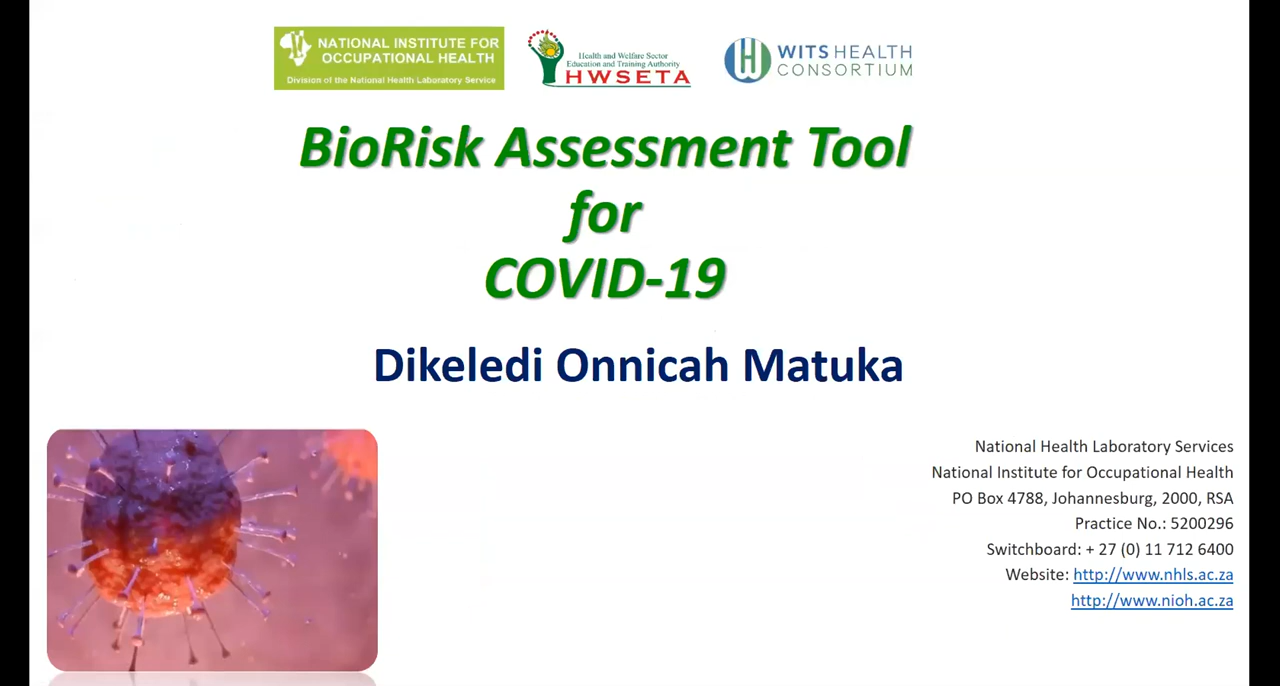 NATIONAL INSTITUTE FOR
OCCUPATIONAL HEALTH
Division of the National Health Laboratory Service
Health and Welfare Sector
Education and Training Authority
HWSETA
WITS HEALTH
CONSORTIUM
BioRisk Assessment Tool
for
COVID-19
Dikeledi Onnicah Matuka
National Health Laboratory Services
National Institute for Occupational Health
PO Box 4788, Johannesburg, 2000, RSA
Practice No.: 5200296
Switchboard: + 27 (0) 11 712 6400
Website: http://www.nhls.ac.za
http://www.nioh.ac.za